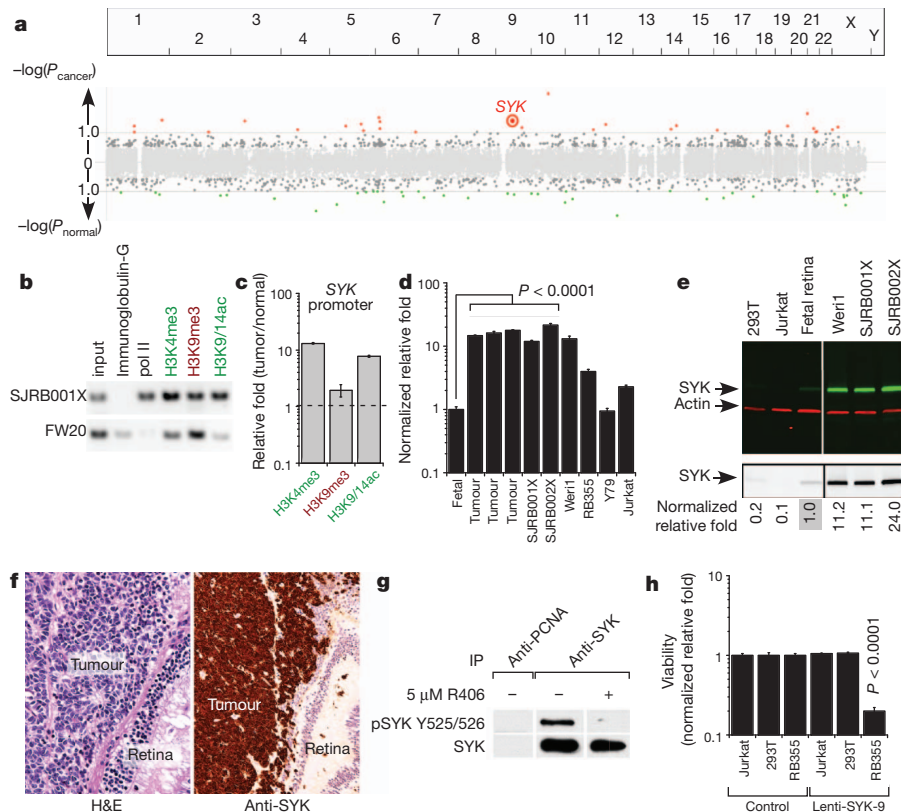 a
1 3 5 7 9 11 13 15 17 19 21 X
2 4 6 8 10 12 14 16 18 20 22 Y
–log(Pcancer)
SYK
1.0
0
1.0
–log(Pnormal)
b
input
Immunoglobulin-G
pol II
H3K4me3
H3K9me3
H3K9/14ac
SJRB001X
FW20
c
SYK
promoter
Relative fold (tumor/normal)
100
10
1
0.1
H3K4me3
H3K9me3
H3K9/14ac
d
P < 0.0001
Normalized relative fold
100
10
1
0.1
Fetal
Tumour
Tumour
Tumour
SJRB001X
SJRB002X
Weri1
RB355
Y79
Jurkat
e
293T
Jurkat
Fetal retina
Weri1
SJRB001X
SJRB002X
SYK
Actin
SYK
Normalized
relative fold
0.2
0.1
1.0
11.2
11.1
24.0
f
Tumour
Retina
H&E
Tumour
Retina
Anti-SYK
g
IP
Anti-PCNA
Anti-SYK
5 μM R406 – – +
pSYK Y525/526
SYK
h
Viability
(normalized relative fold)
10
1
0.1
P < 0.0001
Jurkat
293T
RB355
Jurkat
293T
RB355
Control
Lenti-SYK-9